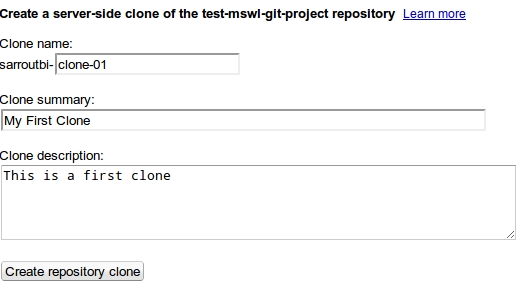 Create a server-side clone of the test-mswl-git-project repository Learn more
Clone name:
sarroutbi- clone-01
Clone summary:
My First Clone
Clone description:
This is a first clone
Create repository clone